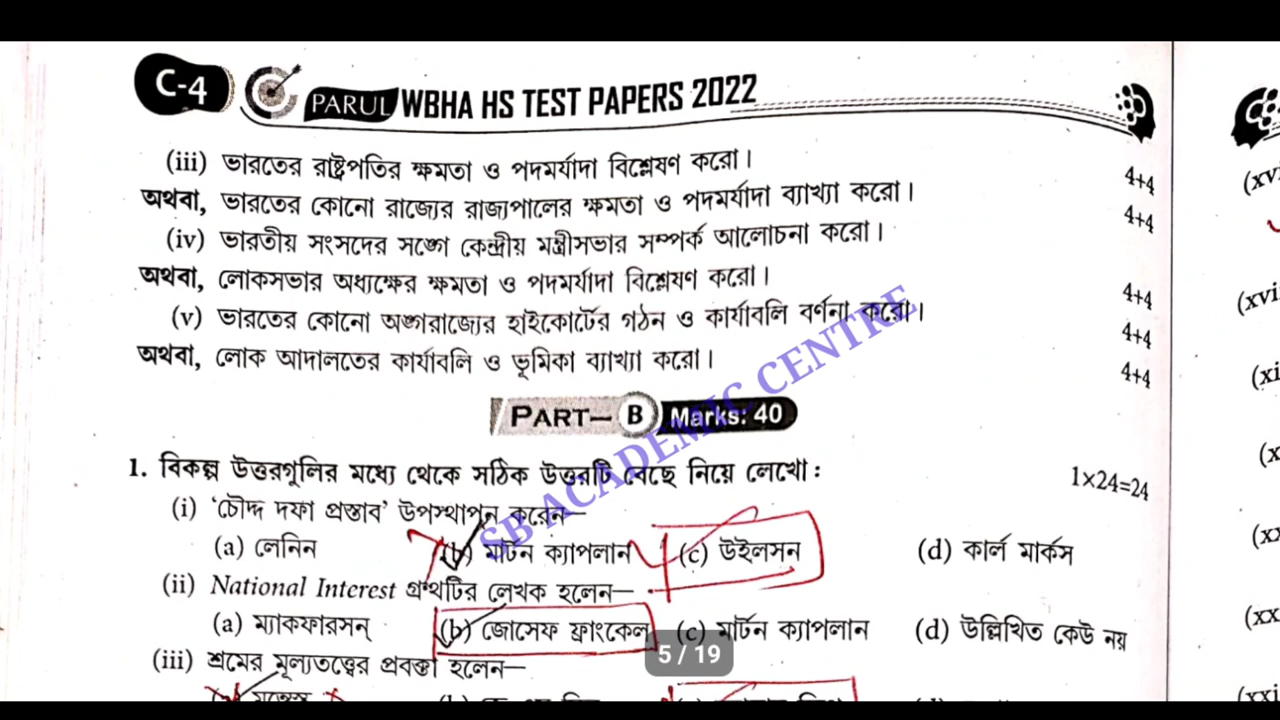 C-4 PARUL WBHA HS TEST PAPERS 2022
(iii) ভারতের রাষ্ট্রপতির ক্ষমতা ও পদমর্যাদা বিশ্লেষণ করো। 4+4
অথবা, ভারতের কোনো রাজ্যের রাজ্যপালের ক্ষমতা ও পদমর্যাদা ব্যাখ্যা করো। 4+4
(iv) ভারতীয় সংসদের সঙ্গে কেন্দ্রীয় মন্ত্রীসভার সম্পর্ক আলোচনা করো।
অথবা, লোকসভার অধ্যক্ষের ক্ষমতা ও পদমর্যাদা বিশ্লেষণ করো। 4+4
(v) ভারতের কোনো অঙ্গরাজ্যের হাইকোর্টের গঠন ও কার্যাবলি বর্ণনা করো। 4+4
অথবা, লোক আদালতের কার্যাবলি ও ভূমিকা ব্যাখ্যা করো। 4+4
PART– B Marks: 40
1. বিকল্প উত্তরগুলির মধ্যে থেকে সঠিক উত্তরটি বেছে নিয়ে লেখো : 1×24=24
(i) 'চৌদ্দ দফা প্রস্তাব' উপস্থাপন করেন—
(a) লেনিন (b) মার্টন ক্যাপলান (c) উইলসন (d) কার্ল মার্কস
(ii) National Interest গ্রন্থটির লেখক হলেন—
(a) ম্যাকফারসন্ (b) জোসেফ ফ্রাংকেল (c) মার্টন ক্যাপলান (d) উল্লিখিত কেউ নয়
(iii) শ্রমের মূল্যতত্ত্বের প্রবক্তা হলেন—
SB ACADEMIC CENTRE
5 / 19
(xvi
(xi
(x
(xx
(xx
(xxi